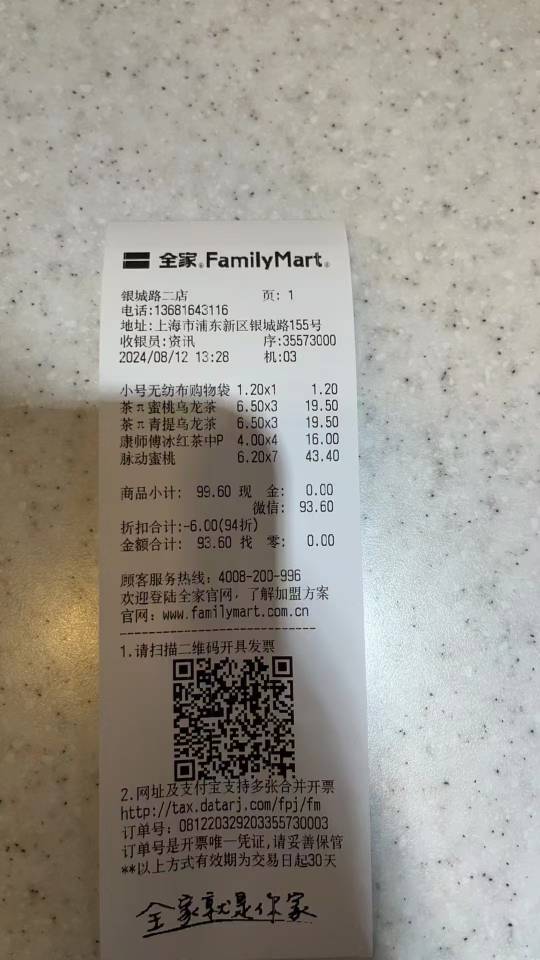 全家 FamilyMart
银城路二店 页: 1
电话:13681643116
地址:上海市浦东新区银城路155号
收银员:资讯 序:35573000
2024/08/12 13:28 机:03
小号无纺布购物袋 1.20x1 1.20
茶π蜜桃乌龙茶 6.50x3 19.50
茶π青提乌龙茶 6.50x3 19.50
康师傅冰红茶中P 4.00x4 16.00
脉动蜜桃 6.20x7 43.40
商品小计: 99.60 现 金: 0.00
微信: 93.60
折扣合计:-6.00(94折)
金额合计: 93.60 找 零: 0.00
顾客服务热线: 4008-200-996
欢迎登陆全家官网, 了解加盟方案
官网: www.familymart.com.cn
1.请扫描二维码开具发票
2.网址及支付宝支持多张合并开票
http://tax.datarj.com/fpj/fm
订单号: 081220329203355730003
订单号是开票唯一凭证,请妥善保管
**以上方式有效期为交易日起30天
全家就是你家